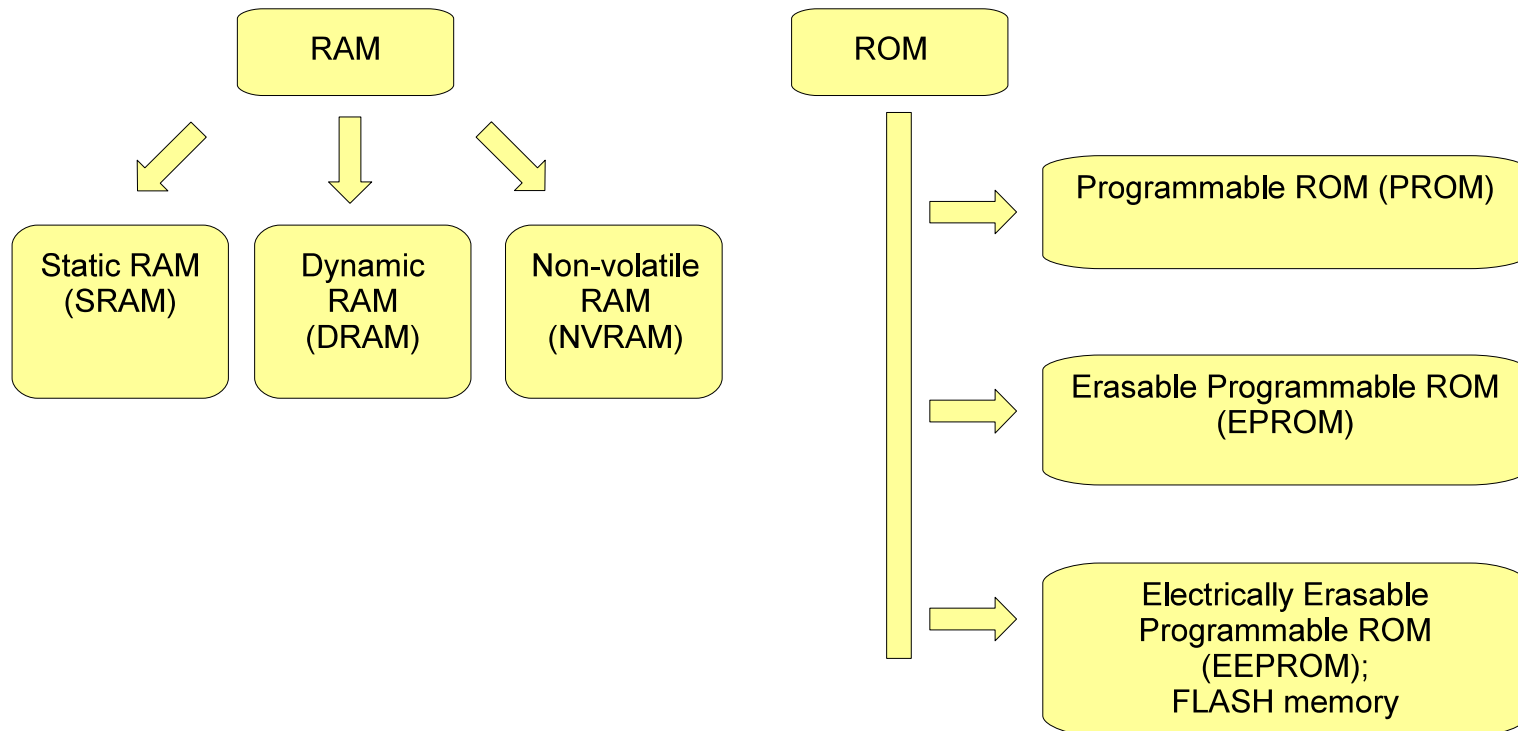 RAM
Static RAM
(SRAM)
Dynamic
RAM
(DRAM)
Non-volatile
RAM
(NVRAM)
ROM
Programmable ROM (PROM)
Erasable Programmable ROM
(EPROM)
Electrically Erasable
Programmable ROM
(EEPROM);
FLASH memory